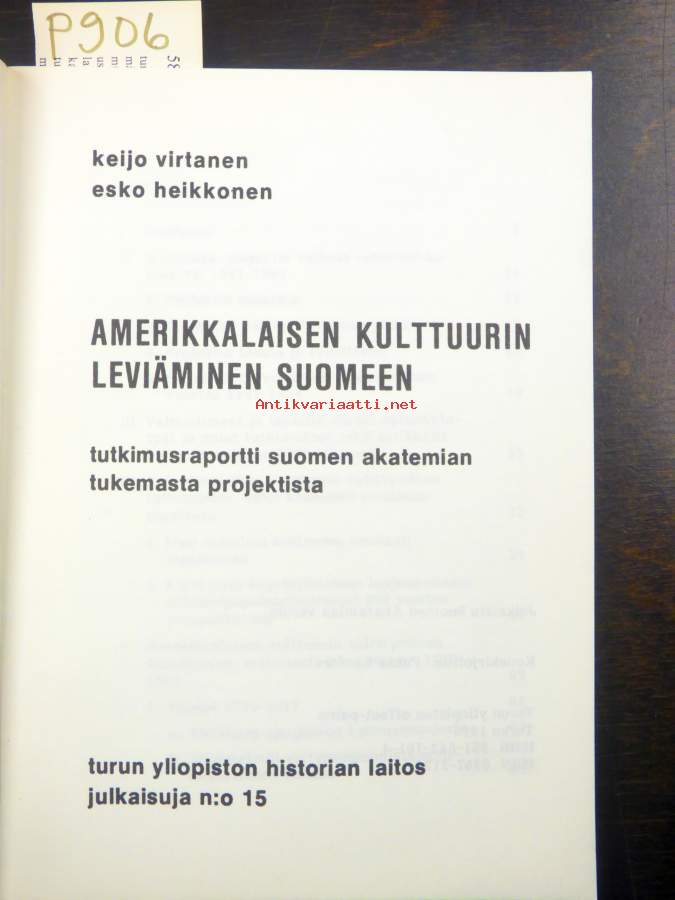 P906
keijo virtanen
esko heikkonen
AMERIKKALAISEN KULTTUURIN
LEVIÄMINEN SUOMEEN
Antikvariaatti.net
tutkimusraportti suomen akatemian
tukemasta projektista
turun yliopiston historian laitos
julkaisuja n:o 15